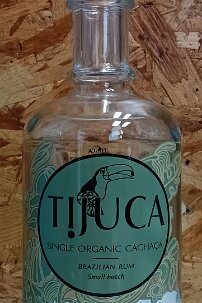 TIJUCA
SINGLE ORGANIC CACHAÇA
BRAZILIAN RUM
Small batch